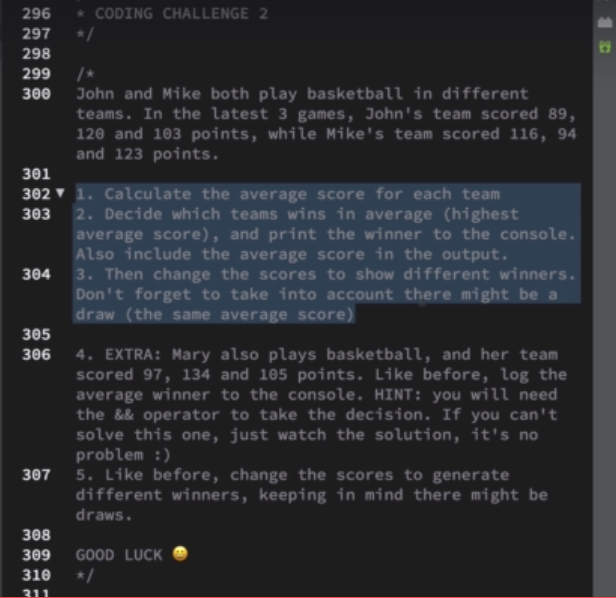 296 * CODING CHALLENGE 2
297 */
298
299 /*
300 John and Mike both play basketball in different
teams. In the latest 3 games, John's team scored 89,
120 and 103 points, while Mike's team scored 116, 94
and 123 points.
301
302 ▼ 1. Calculate the average score for each team
303 2. Decide which teams wins in average (highest
average score), and print the winner to the console.
Also include the average score in the output.
304 3. Then change the scores to show different winners.
Don't forget to take into account there might be a
draw (the same average score)
305
306 4. EXTRA: Mary also plays basketball, and her team
scored 97, 134 and 105 points. Like before, log the
average winner to the console. HINT: you will need
the && operator to take the decision. If you can't
solve this one, just watch the solution, it's no
problem :)
307 5. Like before, change the scores to generate
different winners, keeping in mind there might be
draws.
308
309 GOOD LUCK 😀
310 */
311